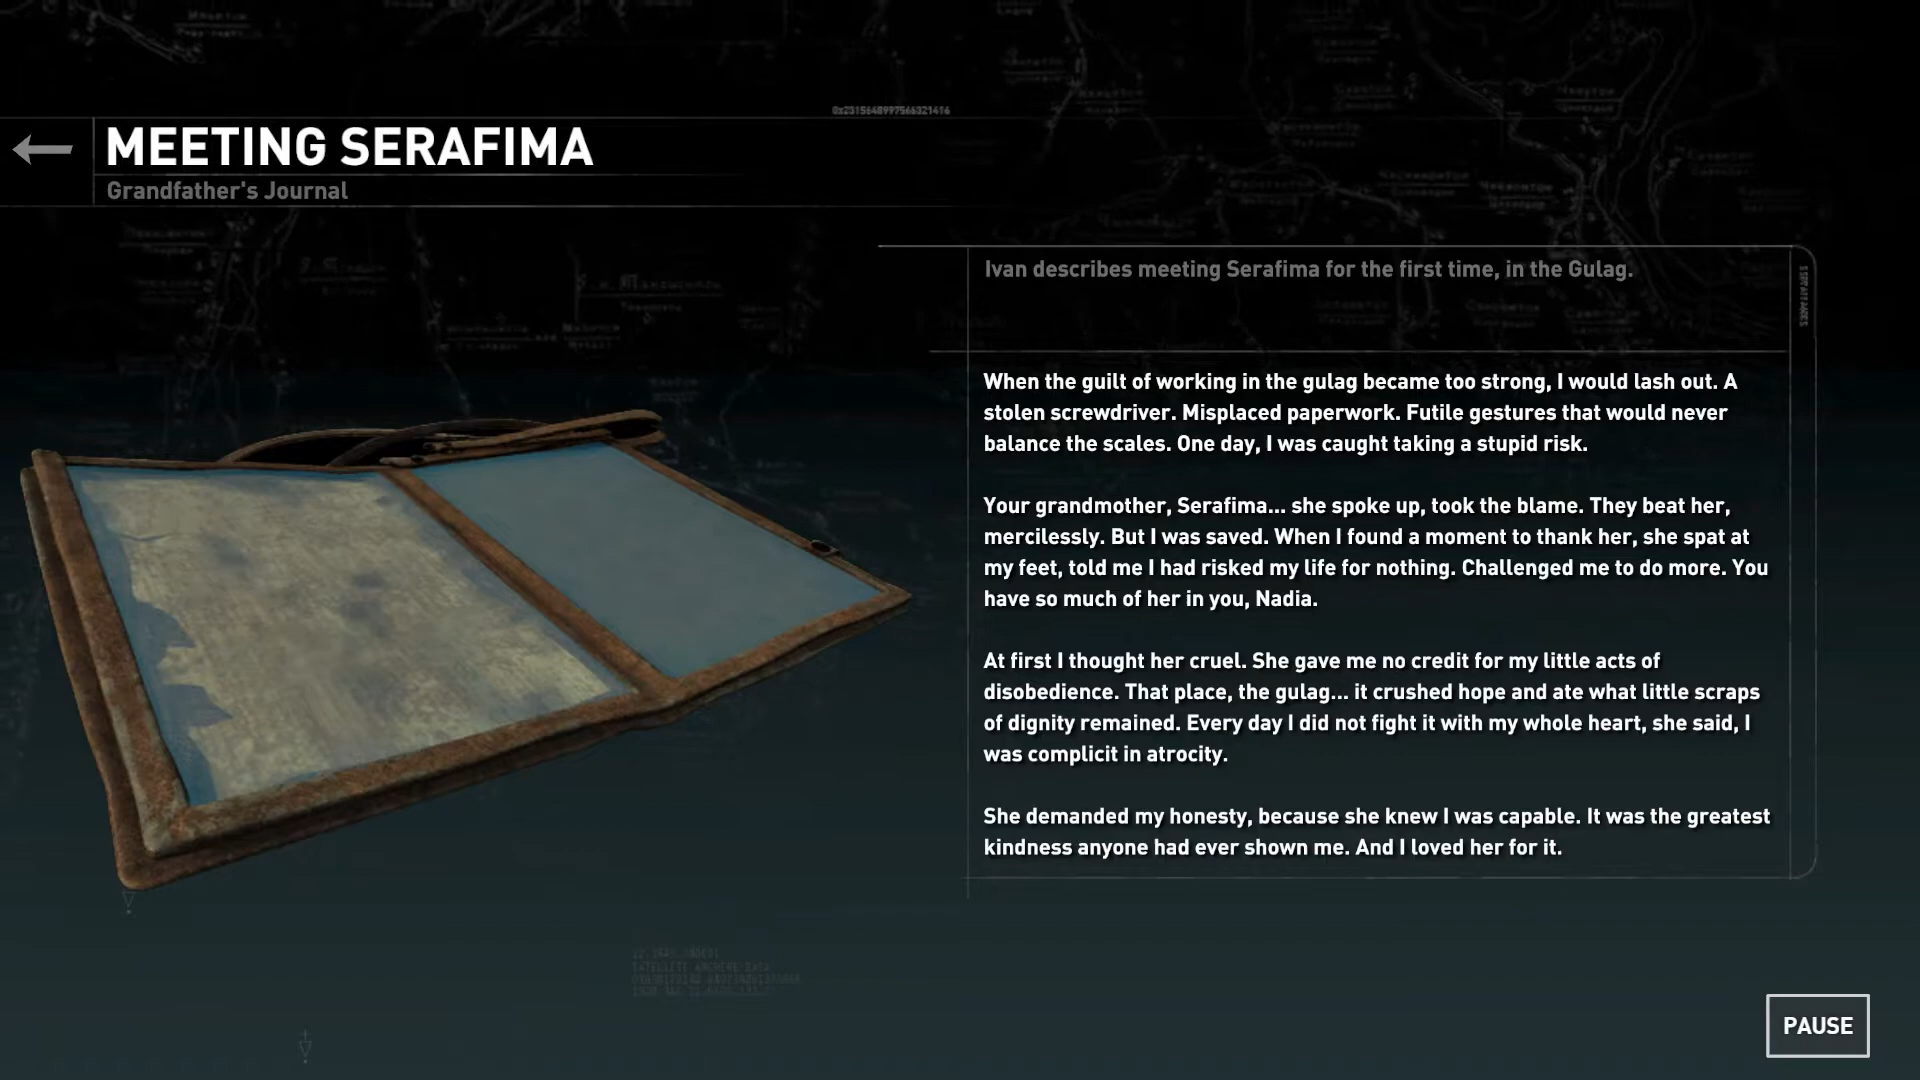 0x2315648997566321496
MEETING SERAFIMA
Grandfather's Journal
Ivan describes meeting Serafima for the first time, in the Gulag.
When the guilt of working in the gulag became too strong, I would lash out. A
stolen screwdriver. Misplaced paperwork. Futile gestures that would never
balance the scales. One day, I was caught taking a stupid risk.
Your grandmother, Serafima... she spoke up, took the blame. They beat her,
mercilessly. But I was saved. When I found a moment to thank her, she spat at
my feet, told me I had risked my life for nothing. Challenged me to do more. You
have so much of her in you, Nadia.
At first I thought her cruel. She gave me no credit for my little acts of
disobedience. That place, the gulag... it crushed hope and ate what little scraps
of dignity remained. Every day I did not fight it with my whole heart, she said, I
was complicit in atrocity.
She demanded my honesty, because she knew I was capable. It was the greatest
kindness anyone had ever shown me. And I loved her for it.
PAUSE